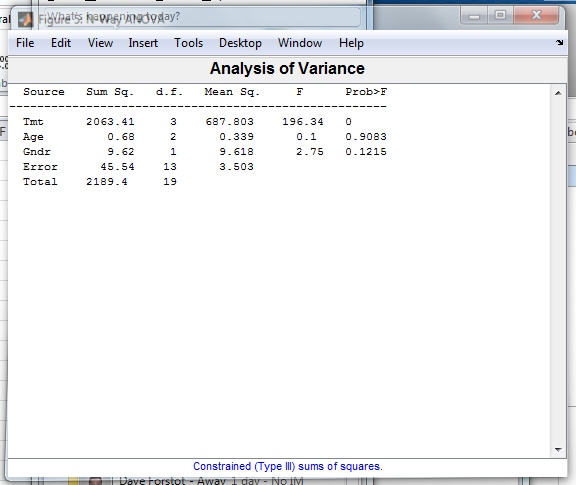 Figure 5: N-Way ANOVA
What's happening today?
File Edit View Insert Tools Desktop Window Help
Analysis of Variance
Source Sum Sq. d.f. Mean Sq. F Prob>F
Tmt 2063.41 3 687.803 196.34 0
Age 0.68 2 0.339 0.1 0.9083
Gndr 9.62 1 9.618 2.75 0.1215
Error 45.54 13 3.503
Total 2189.4 19
Constrained (Type III) sums of squares.
Dave Forstot - Away 1 day - No IM